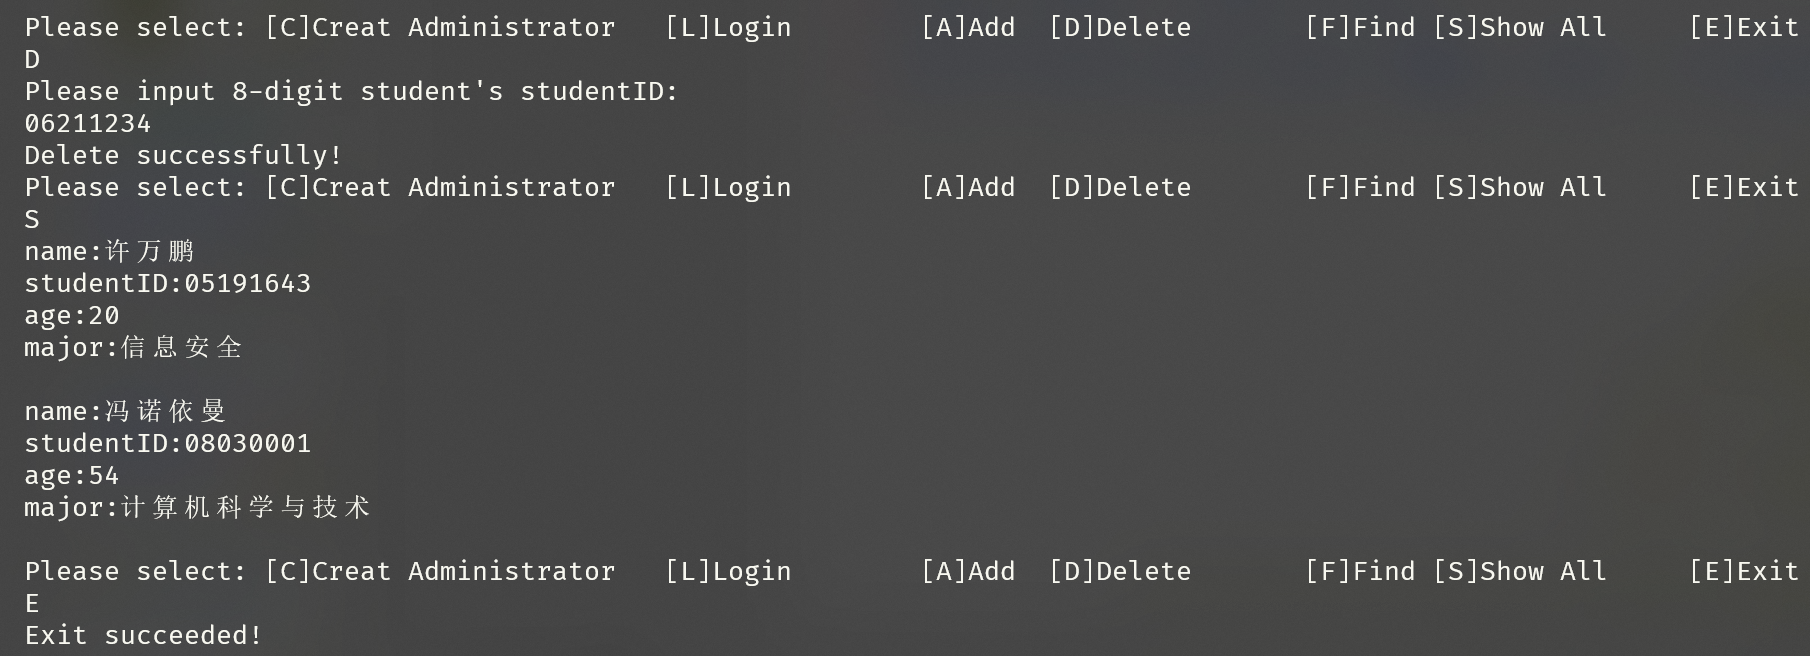 Please select: [C]Creat Administrator   [L]Login        [A]Add  [D]Delete       [F]Find [S]Show All     [E]Exit
D
Please input 8-digit student's studentID:
06211234
Delete successfully!
Please select: [C]Creat Administrator   [L]Login        [A]Add  [D]Delete       [F]Find [S]Show All     [E]Exit
S
name:许万鹏
studentID:05191643
age:20
major:信息安全
name:冯诺依曼
studentID:08030001
age:54
major:计算机科学与技术
Please select: [C]Creat Administrator   [L]Login        [A]Add  [D]Delete       [F]Find [S]Show All     [E]Exit
E
Exit succeeded!